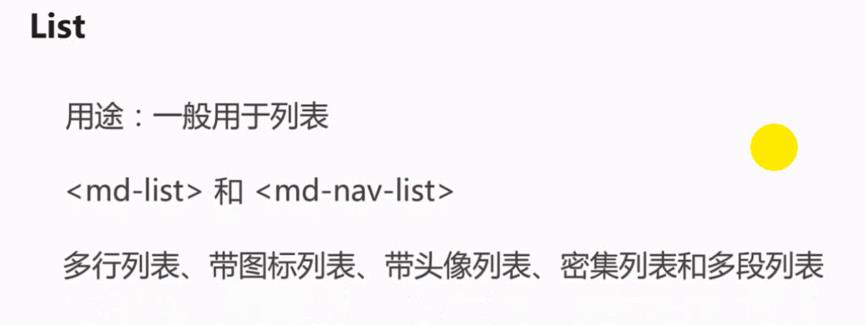 List
用途：一般用于列表
<md-list> 和 <md-nav-list>
多行列表、带图标列表、带头像列表、密集列表和多段列表